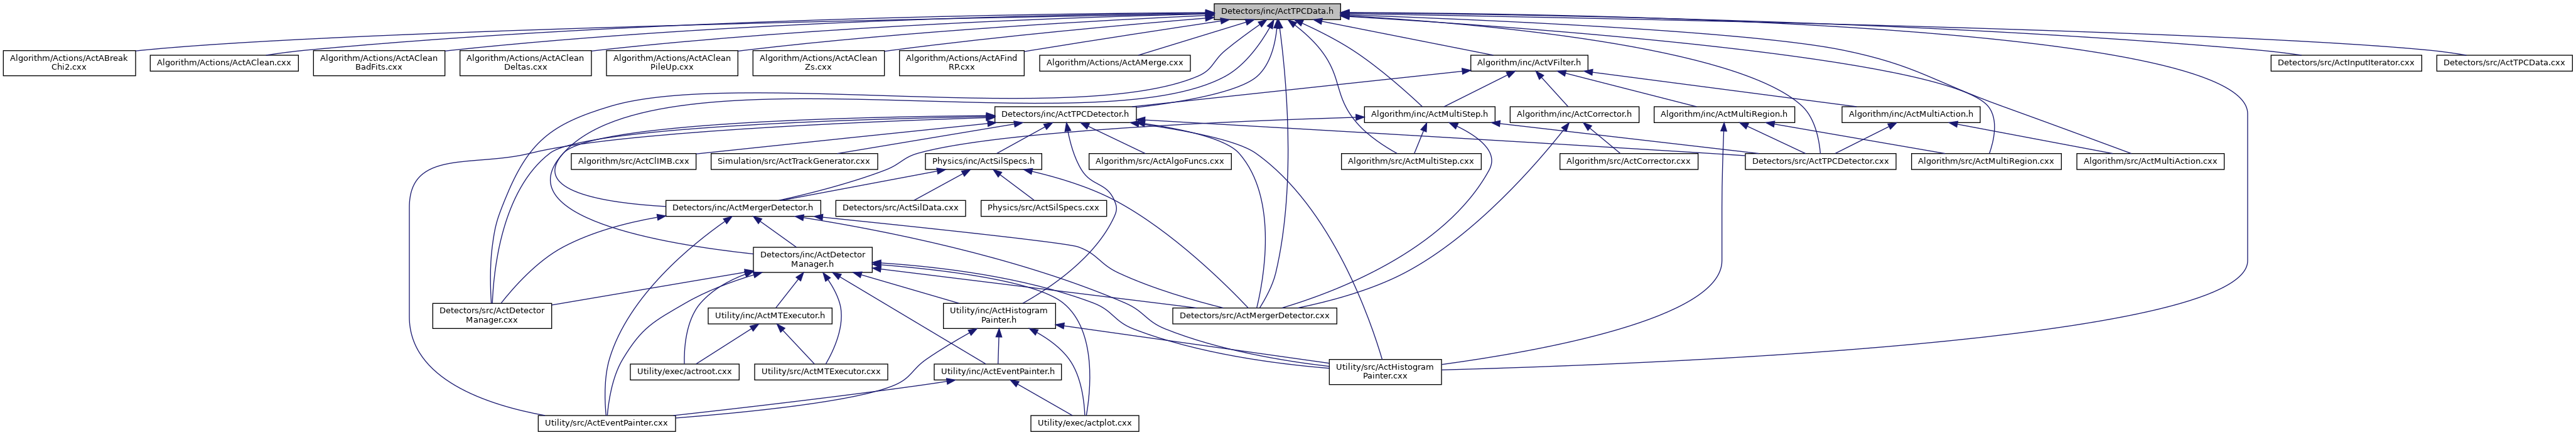 Detectors/inc/ActTPCData.h
Algorithm/Actions/ActABreak
Chi2.cxx
Algorithm/Actions/ActAClean.cxx
Algorithm/Actions/ActAClean
BadFits.cxx
Algorithm/Actions/ActAClean
Deltas.cxx
Algorithm/Actions/ActAClean
PileUp.cxx
Algorithm/Actions/ActAClean
Zs.cxx
Algorithm/Actions/ActAFind
RP.cxx
Algorithm/Actions/ActAMerge.cxx
Algorithm/inc/ActVFilter.h
Detectors/src/ActInputIterator.cxx
Detectors/src/ActTPCData.cxx
Detectors/inc/ActTPCDetector.h
Algorithm/inc/ActMultiStep.h
Algorithm/inc/ActCorrector.h
Algorithm/inc/ActMultiRegion.h
Algorithm/inc/ActMultiAction.h
Algorithm/src/ActClIMB.cxx
Simulation/src/ActTrackGenerator.cxx
Physics/inc/ActSilSpecs.h
Algorithm/src/ActAlgoFuncs.cxx
Algorithm/src/ActMultiStep.cxx
Algorithm/src/ActCorrector.cxx
Detectors/src/ActTPCDetector.cxx
Algorithm/src/ActMultiRegion.cxx
Algorithm/src/ActMultiAction.cxx
Detectors/inc/ActMergerDetector.h
Detectors/src/ActSilData.cxx
Physics/src/ActSilSpecs.cxx
Detectors/inc/ActDetector
Manager.h
Detectors/src/ActDetector
Manager.cxx
Utility/inc/ActMTExecutor.h
Utility/inc/ActHistogram
Painter.h
Detectors/src/ActMergerDetector.cxx
Utility/exec/actroot.cxx
Utility/src/ActMTExecutor.cxx
Utility/inc/ActEventPainter.h
Utility/src/ActHistogram
Painter.cxx
Utility/src/ActEventPainter.cxx
Utility/exec/actplot.cxx